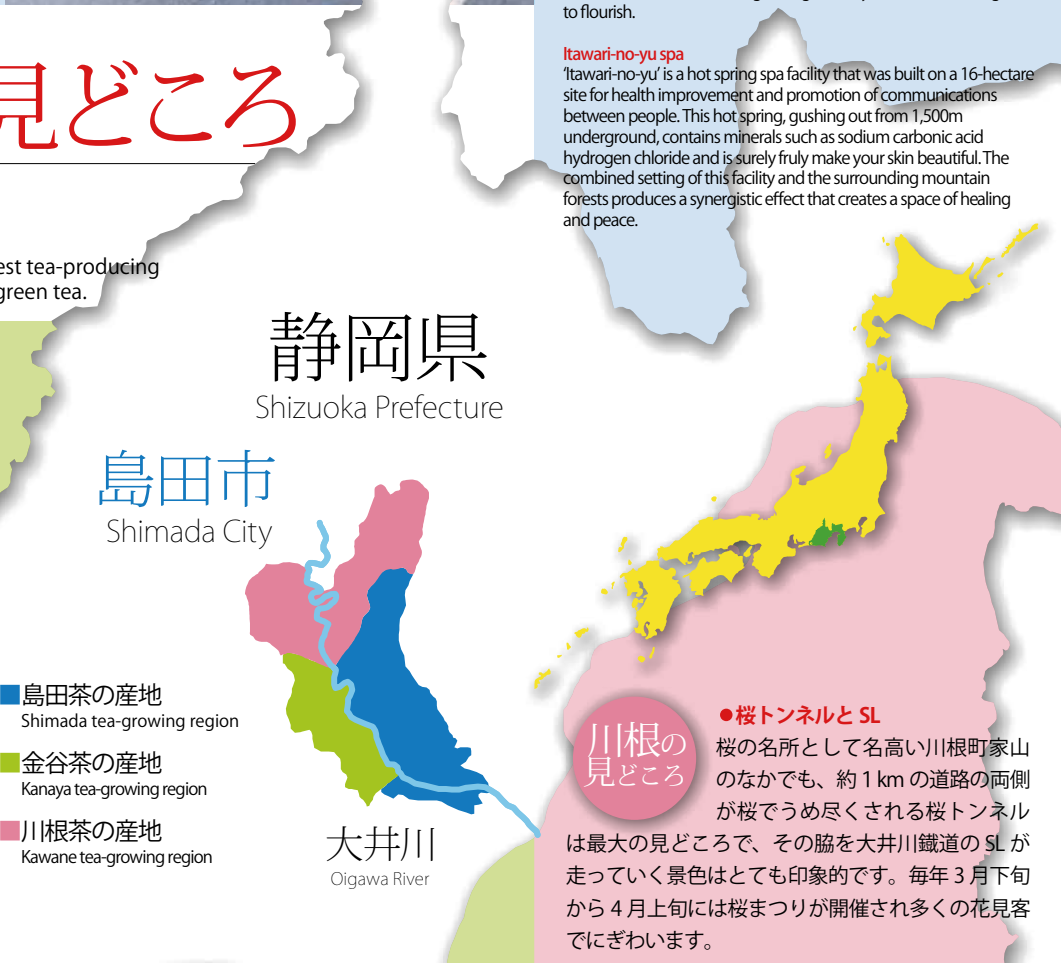 to flourish.
Itawari-no-yu spa
'Itawari-no-yu' is a hot spring spa facility that was built on a 16-hectare
site for health improvement and promotion of communications
between people. This hot spring, gushing out from 1,500m
underground, contains minerals such as sodium carbonic acid
hydrogen chloride and is surely fruly make your skin beautiful. The
combined setting of this facility and the surrounding mountain
forests produces a synergistic effect that creates a space of healing
and peace.
見どころ
est tea-producing
green tea.
静岡県
Shizuoka Prefecture
島田市
Shimada City
島田茶の産地
Shimada tea-growing region
金谷茶の産地
Kanaya tea-growing region
川根茶の産地
Kawane tea-growing region
大井川
Oigawa River
川根の
見どころ
●桜トンネルと SL
桜の名所として名高い川根町家山
のなかでも、約 1 km の道路の両側
が桜でうめ尽くされる桜トンネル
は最大の見どころで、その脇を大井川鐵道の SL が
走っていく景色はとても印象的です。毎年 3 月下旬
から 4 月上旬には桜まつりが開催され多くの花見客
でにぎわいます。